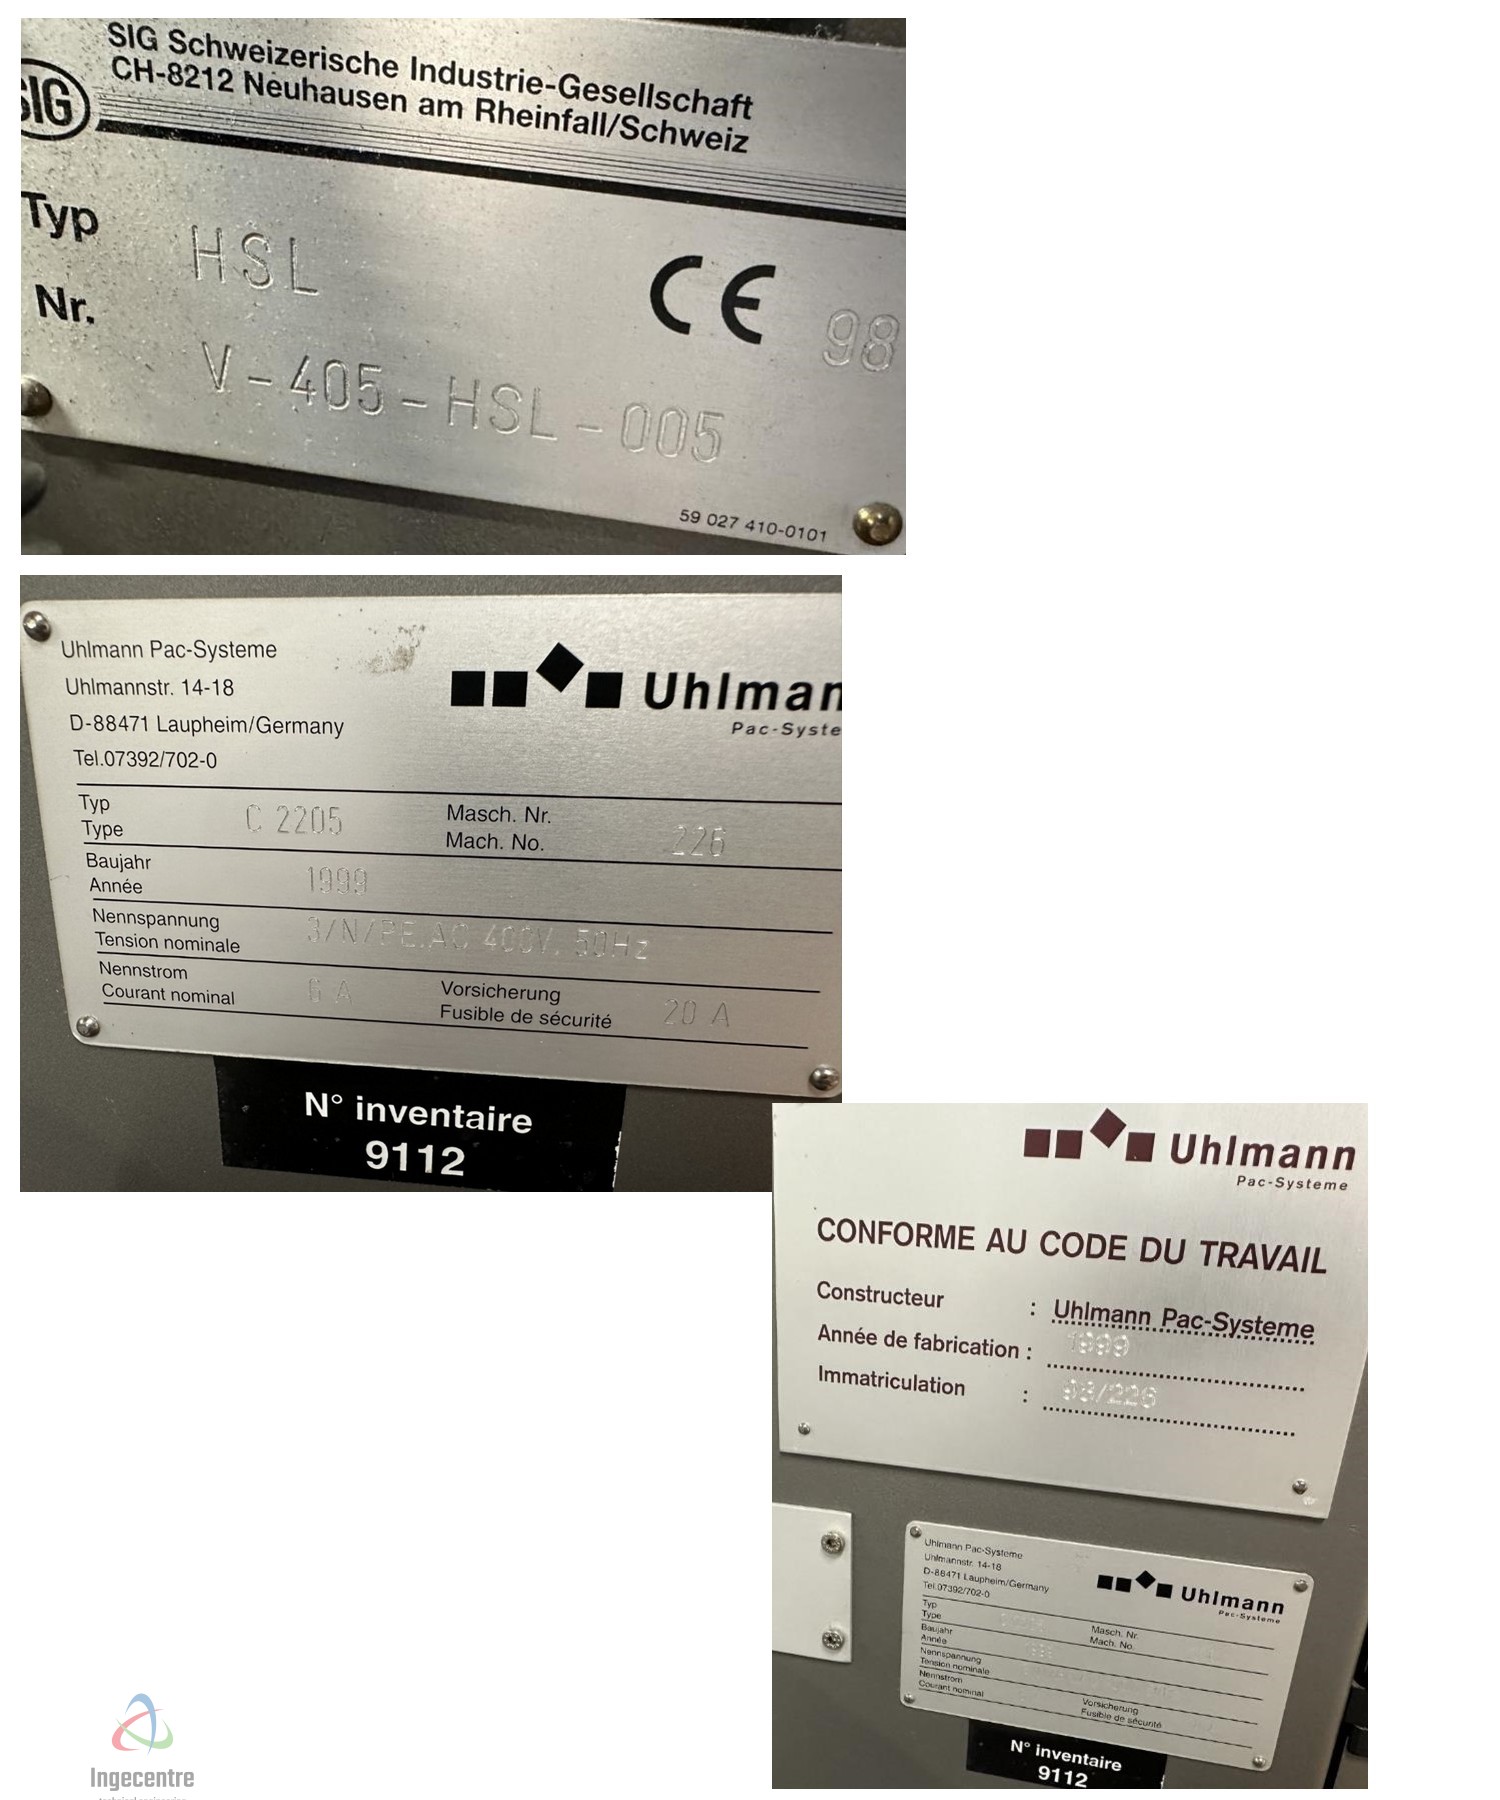 SIG Schweizerische Industrie-Gesellschaft
CH-8212 Neuhausen am Rheinfall/Schweiz
SIG
Typ HSL
CE 98
Nr. V-405-HSL-005
59 027 410-0101
Uhlmann Pac-Systeme
Uhlmannstr. 14-18
D-88471 Laupheim/Germany
Tel.07392/702-0
Uhlmann
Pac-Syste
Typ
Type
C 2205
Masch. Nr.
Mach. No.
226
Baujahr
Année
1999
Nennspannung
Tension nominale
3/N/PE.AC 400V, 50Hz
Nennstrom
Courant nominal
6 A
Vorsicherung
Fusible de sécurité
20 A
N° inventaire
9112
Uhlmann
Pac-Systeme
CONFORME AU CODE DU TRAVAIL
Constructeur : Uhlmann Pac-Systeme
Année de fabrication : 1999
Immatriculation : 98/226
Uhlmann Pac-Systeme
Uhlmannstr. 14-18
D-88471 Laupheim/Germany
Tel.07392/702-0
Uhlmann
Pac-Systeme
Typ
Type
Masch. Nr.
Mach. No.
Baujahr
Année
Nennspannung
Tension nominale
Nennstrom
Courant nominal
Vorsicherung
Fusible de sécurité
N° inventaire
9112
Ingecentre